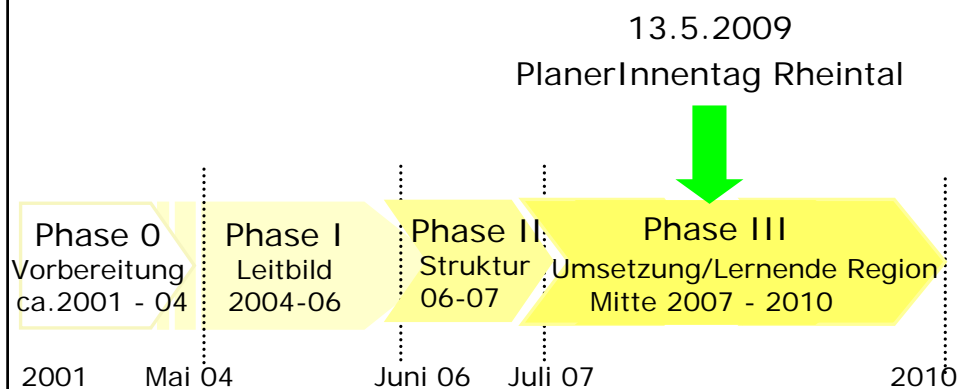 13.5.2009
PlanerInnentag Rheintal
Phase 0
Vorbereitung
ca.2001 - 04
Phase I
Leitbild
2004-06
Phase II
Struktur
06-07
Phase III
Umsetzung/Lernende Region
Mitte 2007 - 2010
2001 Mai 04 Juni 06 Juli 07 2010